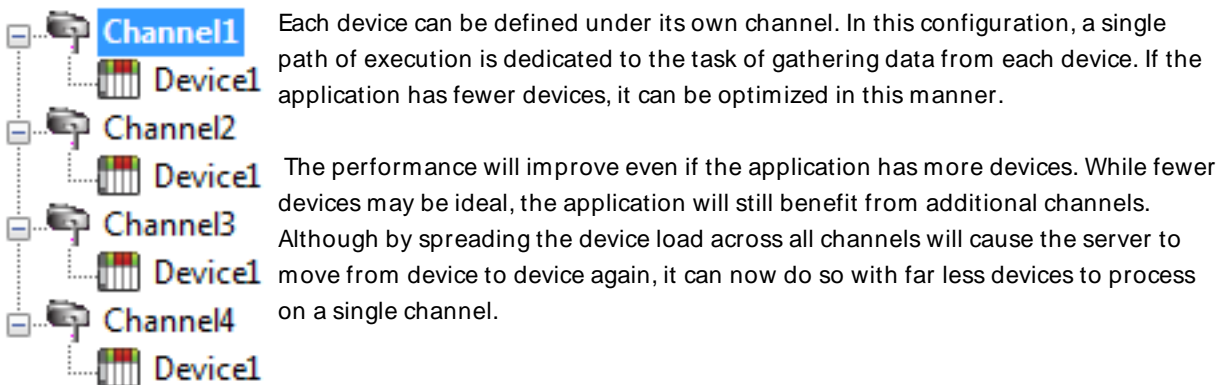 Channel1
Device1
Channel2
Device1
Channel3
Device1
Channel4
Device1
Each device can be defined under its own channel. In this configuration, a single
path of execution is dedicated to the task of gathering data from each device. If the
application has fewer devices, it can be optimized in this manner.
The performance will improve even if the application has more devices. While fewer
devices may be ideal, the application will still benefit from additional channels.
Although by spreading the device load across all channels will cause the server to
move from device to device again, it can now do so with far less devices to process
on a single channel.